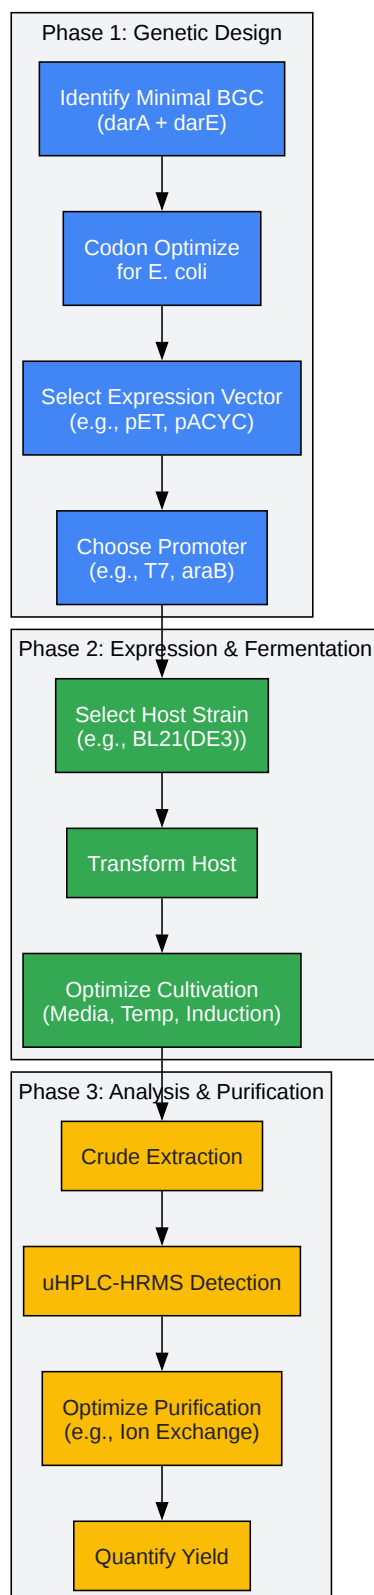 Phase 1: Genetic Design
Identify Minimal BGC
(darA + darE)
Codon Optimize
for E. coli
Select Expression Vector
(e.g., pET, pACYC)
Choose Promoter
(e.g., T7, araB)
Phase 2: Expression & Fermentation
Select Host Strain
(e.g., BL21(DE3))
Transform Host
Optimize Cultivation
(Media, Temp, Induction)
Phase 3: Analysis & Purification
Crude Extraction
uHPLC-HRMS Detection
Optimize Purification
(e.g., Ion Exchange)
Quantify Yield